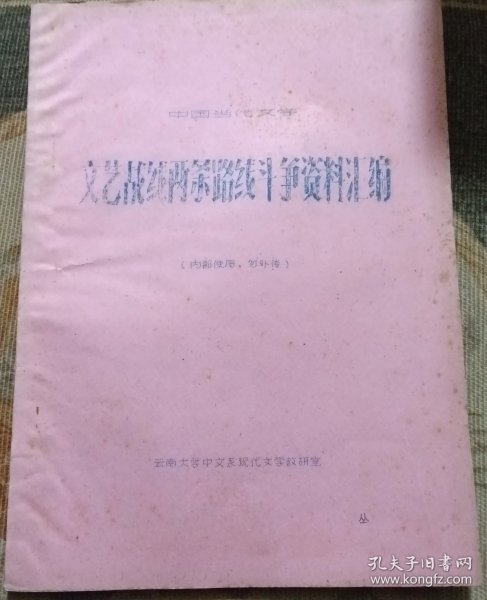 中国当代文学
文艺战线两条路线斗争资料汇编
（内部使用，勿外传）
云南大学中文系现代文学教研室
丛
孔夫子旧书网
www.kongfz.com